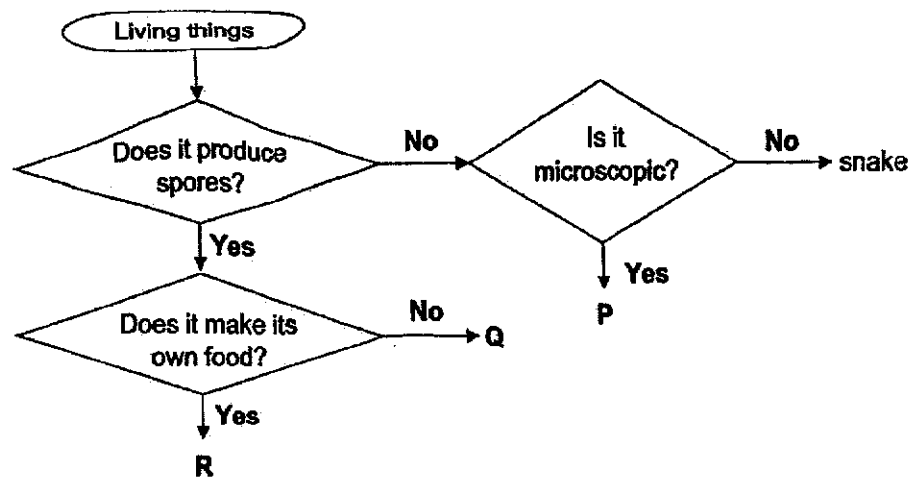 Living things
Does it produce
spores?
No
Is it
microscopic?
No
snake
Yes
Yes
P
Does it make its
own food?
No
Q
Yes
R